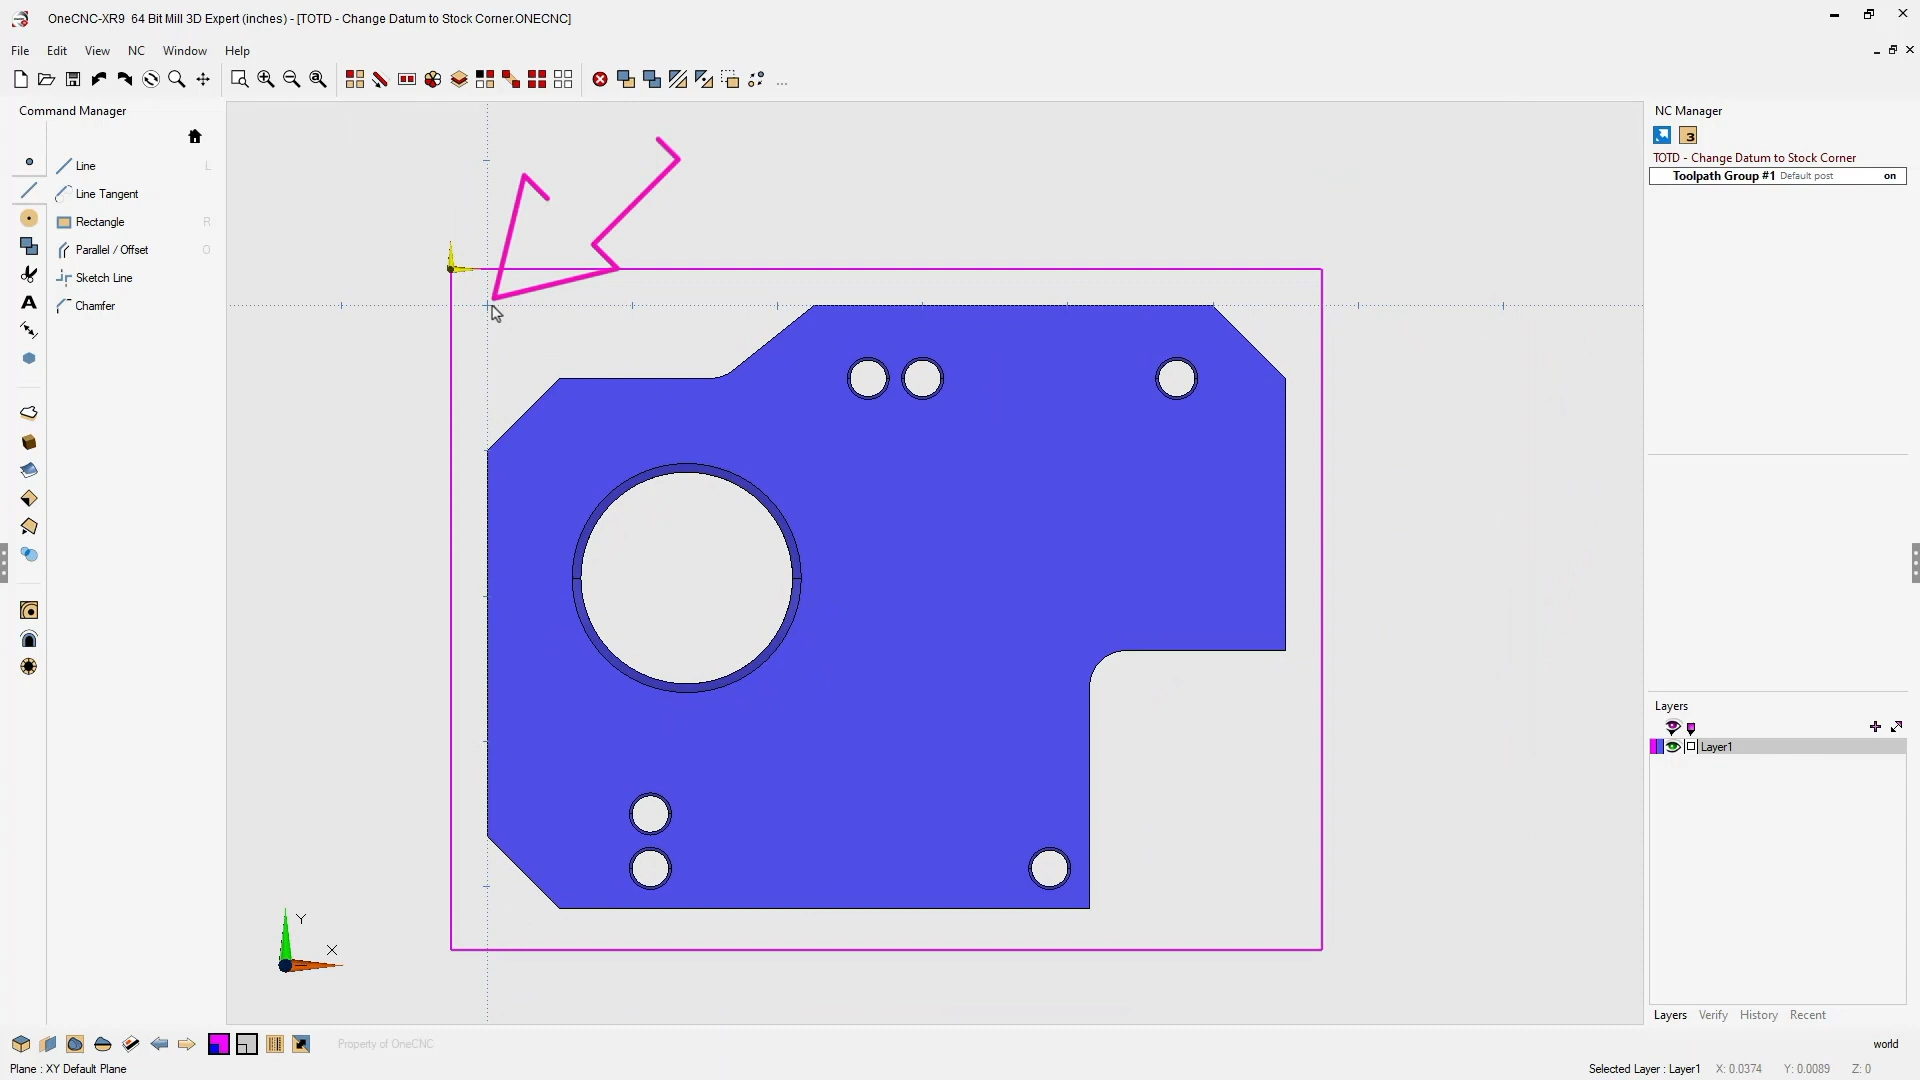 OneCNC-XR9 64 Bit Mill 3D Expert (inches) - [TOTD - Change Datum to Stock Corner.ONECNC]
File Edit View NC Window Help
Command Manager
Line L
Line Tangent
Rectangle R
Parallel / Offset O
Sketch Line
Chamfer
A
NC Manager
3
TOTD - Change Datum to Stock Corner
Toolpath Group #1 Default post on
Layers
Layer1
Y
X
Layers Verify History Recent
Property of OneCNC
world
Plane : XY Default Plane
Selected Layer : Layer1 X: 0.0374 Y: 0.0089 Z: 0